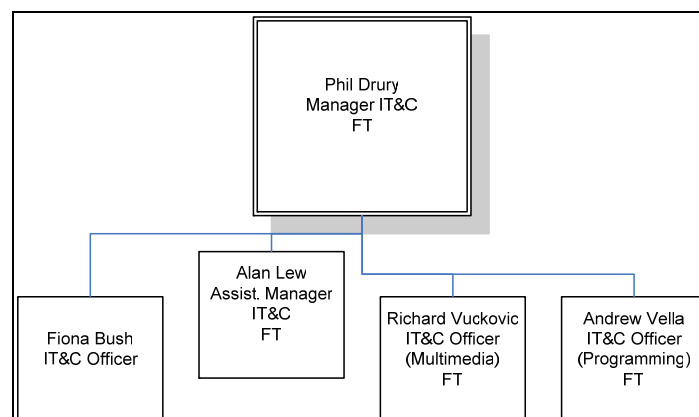 Phil Drury
Manager IT&C
FT
Alan Lew
Assist. Manager
IT&C
FT
Fiona Bush
IT&C Officer
Richard Vuckovic
IT&C Officer
(Multimedia)
FT
Andrew Vella
IT&C Officer
(Programming)
FT